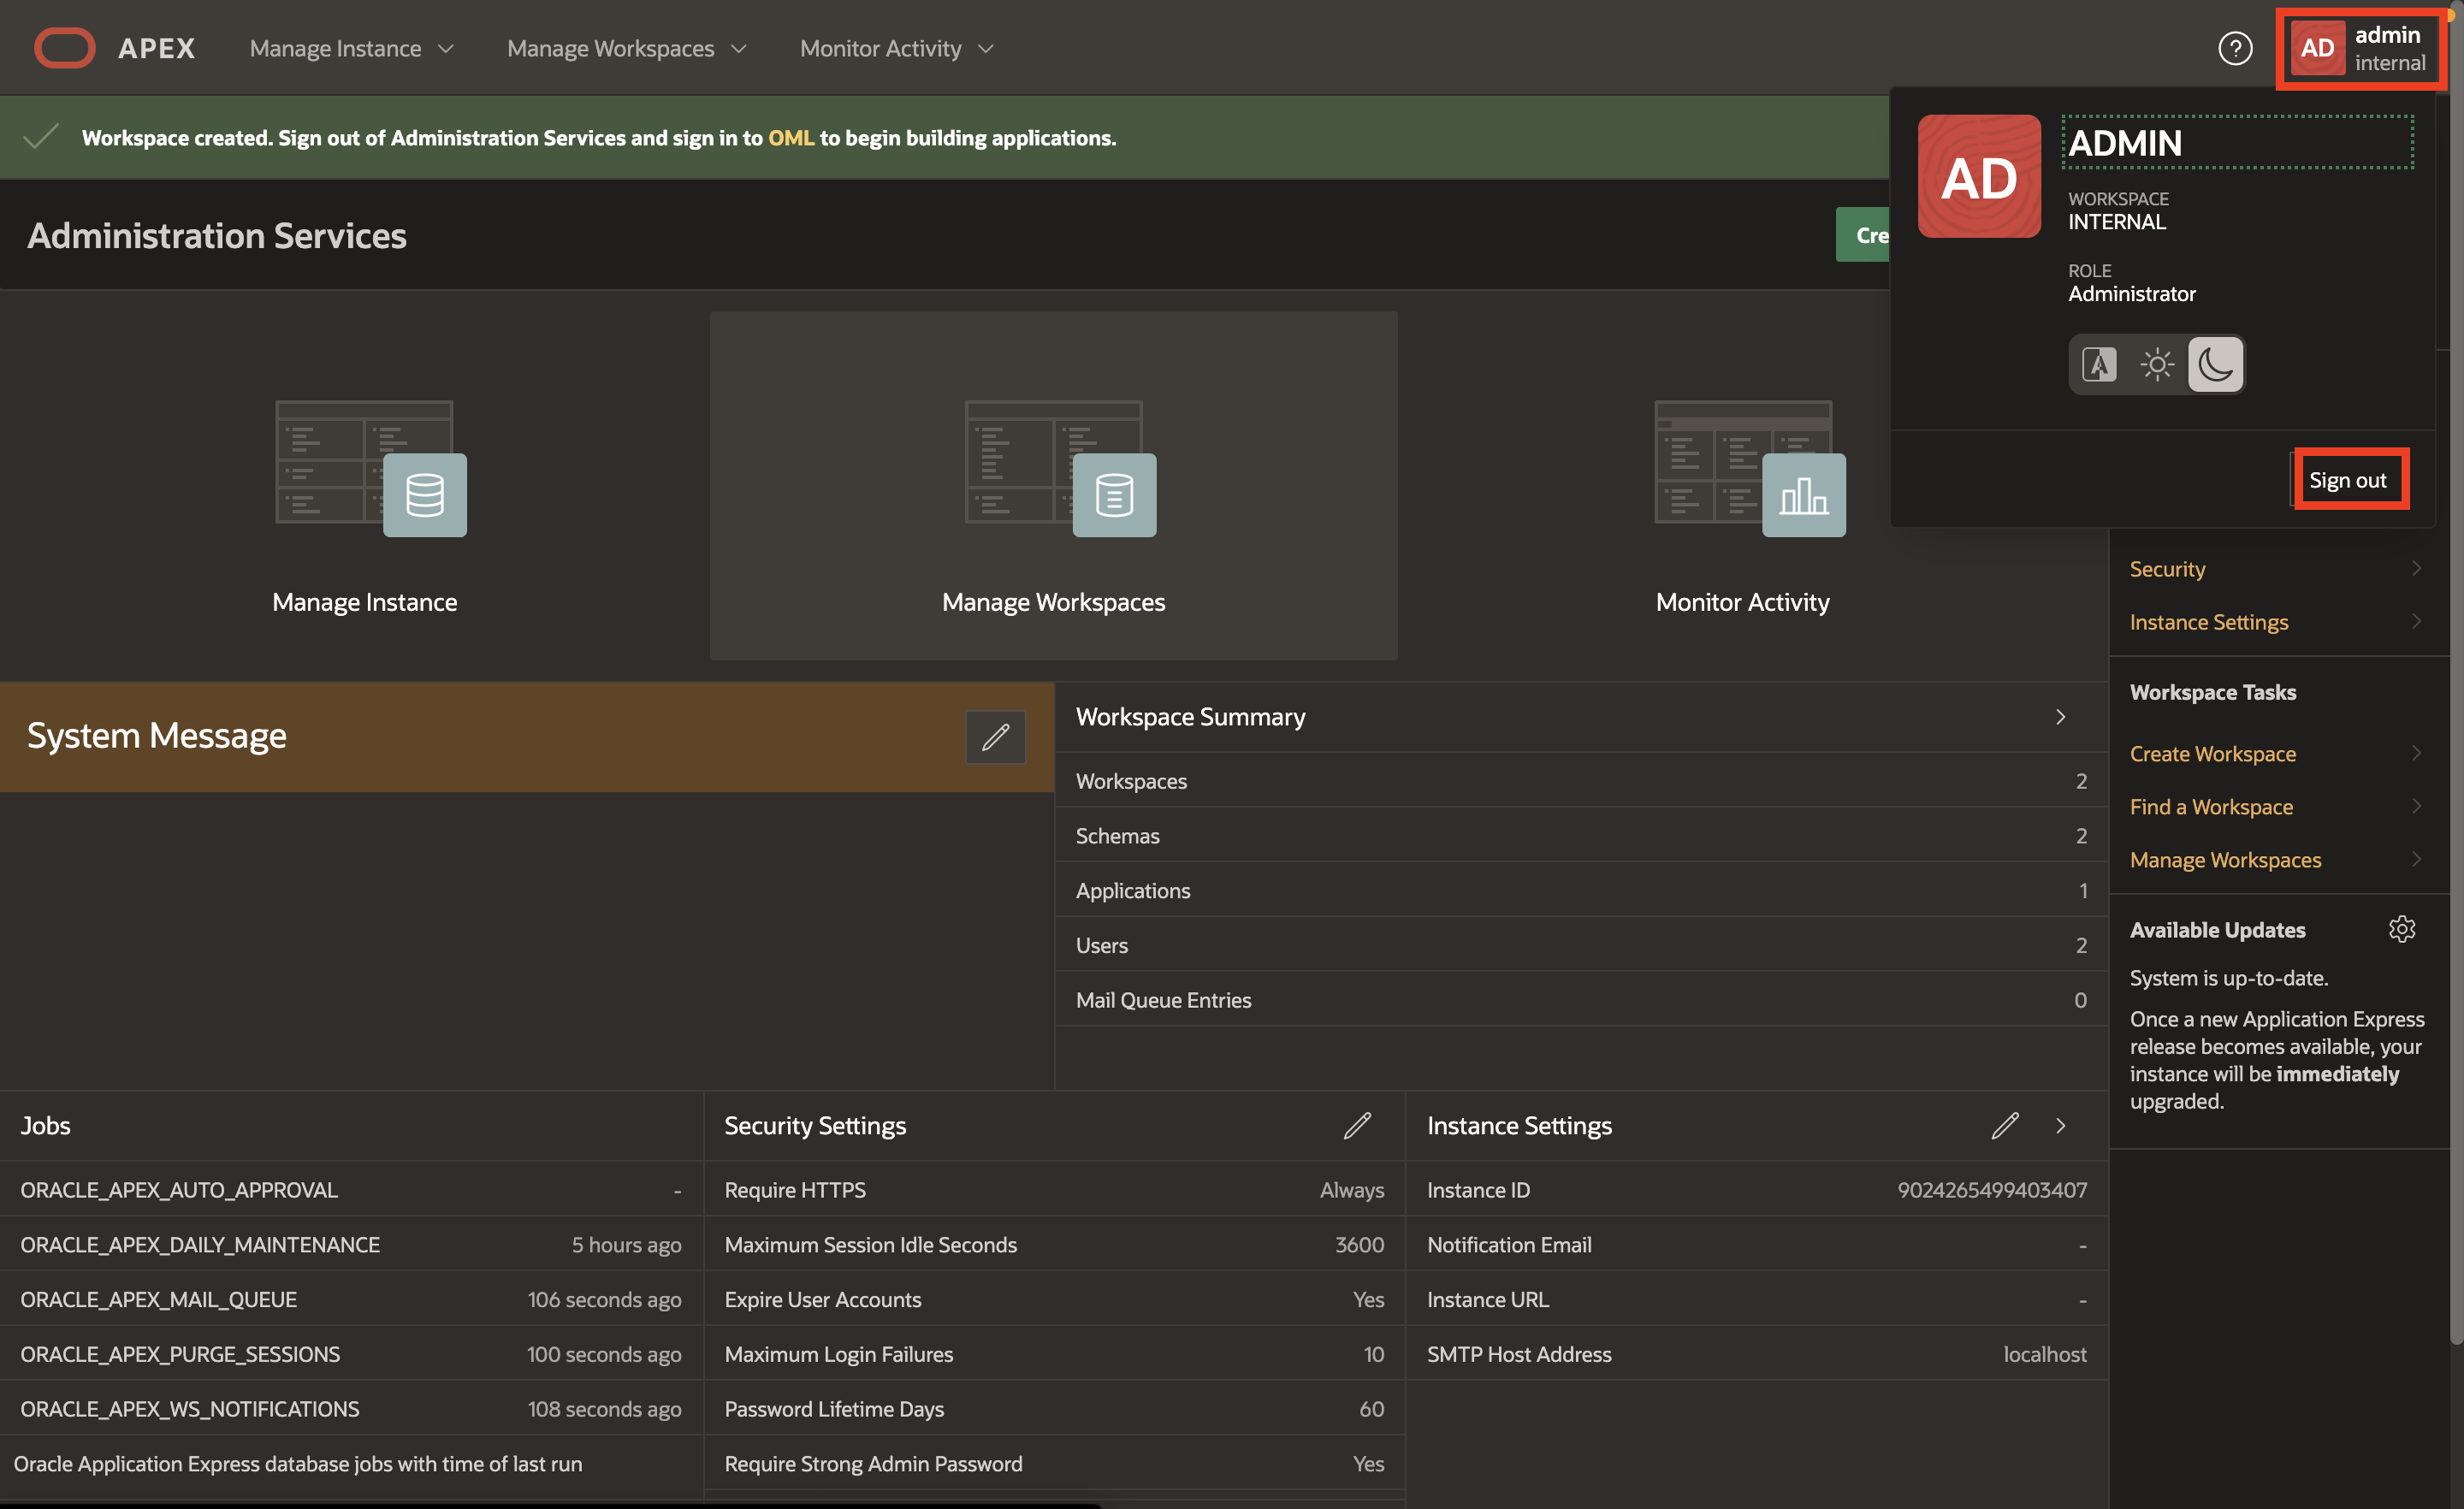 APEX
Manage Instance
Manage Workspaces
Monitor Activity
?
AD
admin
internal
Workspace created. Sign out of Administration Services and sign in to OML to begin building applications.
AD
ADMIN
WORKSPACE
INTERNAL
ROLE
Administrator
A
Sign out
Administration Services
Cre
Manage Instance
Manage Workspaces
Monitor Activity
Security
Instance Settings
Workspace Tasks
Create Workspace
Find a Workspace
Manage Workspaces
Available Updates
System is up-to-date.
Once a new Application Express
release becomes available, your
instance will be immediately
upgraded.
System Message
Workspace Summary
Workspaces 2
Schemas 2
Applications 1
Users 2
Mail Queue Entries 0
Jobs
ORACLE_APEX_AUTO_APPROVAL -
ORACLE_APEX_DAILY_MAINTENANCE 5 hours ago
ORACLE_APEX_MAIL_QUEUE 106 seconds ago
ORACLE_APEX_PURGE_SESSIONS 100 seconds ago
ORACLE_APEX_WS_NOTIFICATIONS 108 seconds ago
Oracle Application Express database jobs with time of last run
Security Settings
Require HTTPS Always
Maximum Session Idle Seconds 3600
Expire User Accounts Yes
Maximum Login Failures 10
Password Lifetime Days 60
Require Strong Admin Password Yes
Instance Settings
Instance ID 9024265499403407
Notification Email -
Instance URL -
SMTP Host Address localhost